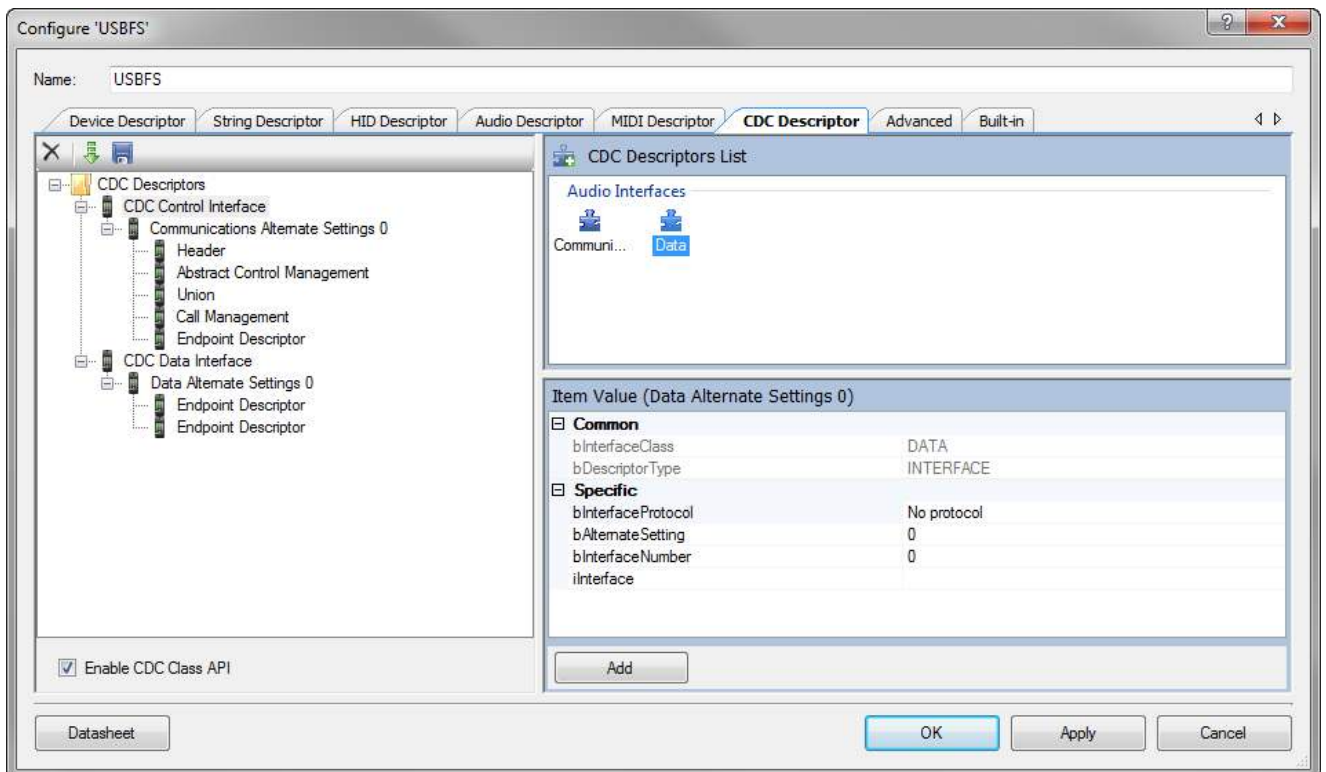 Configure 'USBFS'
Name: USBFS
Device Descriptor String Descriptor HID Descriptor Audio Descriptor MIDI Descriptor CDC Descriptor Advanced Built-in
CDC Descriptors List
CDC Descriptors
CDC Control Interface
Communications Alternate Settings 0
Header
Abstract Control Management
Union
Call Management
Endpoint Descriptor
CDC Data Interface
Data Alternate Settings 0
Endpoint Descriptor
Endpoint Descriptor
Enable CDC Class API
Audio Interfaces
Communi... Data
Item Value (Data Alternate Settings 0)
Common
bInterfaceClass DATA
bDescriptorType INTERFACE
Specific
bInterfaceProtocol No protocol
bAlternateSetting 0
bInterfaceNumber 0
iInterface
Add
Datasheet OK Apply Cancel